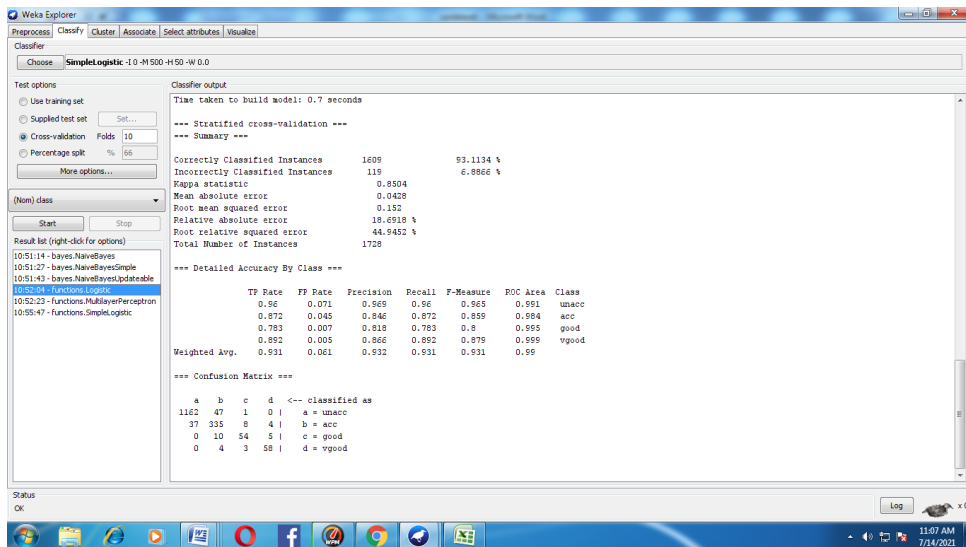 Weka Explorer
Preprocess Classify Cluster Associate Select attributes Visualize
Classifier
Choose SimpleLogistic -I 0 -M 500 -H 50 -W 0.0
Test options
Use training set
Supplied test set Set...
Cross-validation Folds 10
Percentage split % 66
More options...
(Nom) class
Start Stop
Result list (right-click for options)
10:51:14 - bayes.NaiveBayes
10:51:27 - bayes.NaiveBayesSimple
10:51:43 - bayes.NaiveBayesUpdateable
10:52:04 - functions.Logistic
10:52:23 - functions.MultilayerPerceptron
10:55:47 - functions.SimpleLogistic
Classifier output
Time taken to build model: 0.7 seconds
=== Stratified cross-validation ===
=== Summary ===
Correctly Classified Instances 1609 93.1134 %
Incorrectly Classified Instances 119 6.8866 %
Kappa statistic 0.8504
Mean absolute error 0.0428
Root mean squared error 0.152
Relative absolute error 18.6918 %
Root relative squared error 44.9452 %
Total Number of Instances 1728
=== Detailed Accuracy By Class ===
TP Rate FP Rate Precision Recall F-Measure ROC Area Class
0.96 0.071 0.969 0.96 0.965 0.991 unacc
0.872 0.045 0.846 0.872 0.859 0.984 acc
0.783 0.007 0.818 0.783 0.8 0.995 good
0.892 0.005 0.866 0.892 0.879 0.999 vgood
Weighted Avg. 0.931 0.061 0.932 0.931 0.931 0.99
=== Confusion Matrix ===
a b c d <-- classified as
1162 47 1 0 | a = unacc
37 335 8 4 | b = acc
0 10 54 5 | c = good
0 4 3 58 | d = vgood
Status
OK
Log
x 0
WPM
11:07 AM
7/14/2021